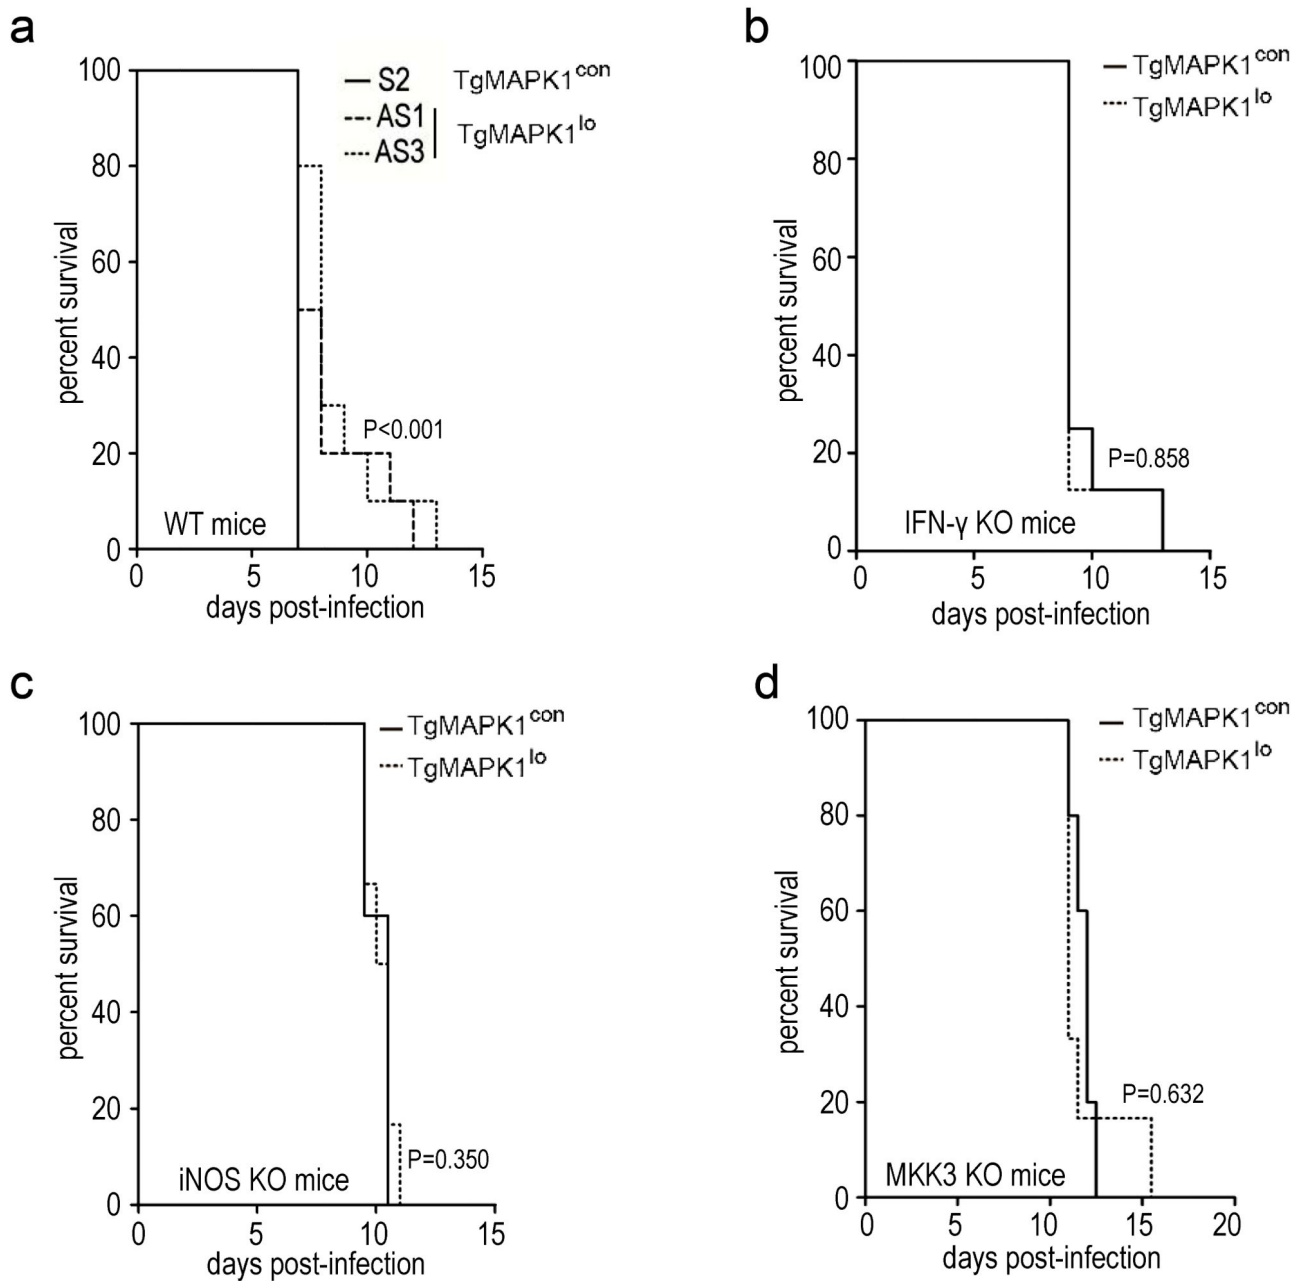 a
100
80
60
40
20
0
percent survival
S2 TgMAPK1con
AS1
AS3
TgMAPK1lo
P<0.001
WT mice
0 5 10 15
days post-infection
b
100
80
60
40
20
0
percent survival
TgMAPK1con
TgMAPK1lo
P=0.858
IFN-γ KO mice
0 5 10 15
days post-infection
c
100
80
60
40
20
0
percent survival
TgMAPK1con
TgMAPK1lo
P=0.350
iNOS KO mice
0 5 10 15
days post-infection
d
100
80
60
40
20
0
percent survival
TgMAPK1con
TgMAPK1lo
P=0.632
MKK3 KO mice
0 5 10 15 20
days post-infection